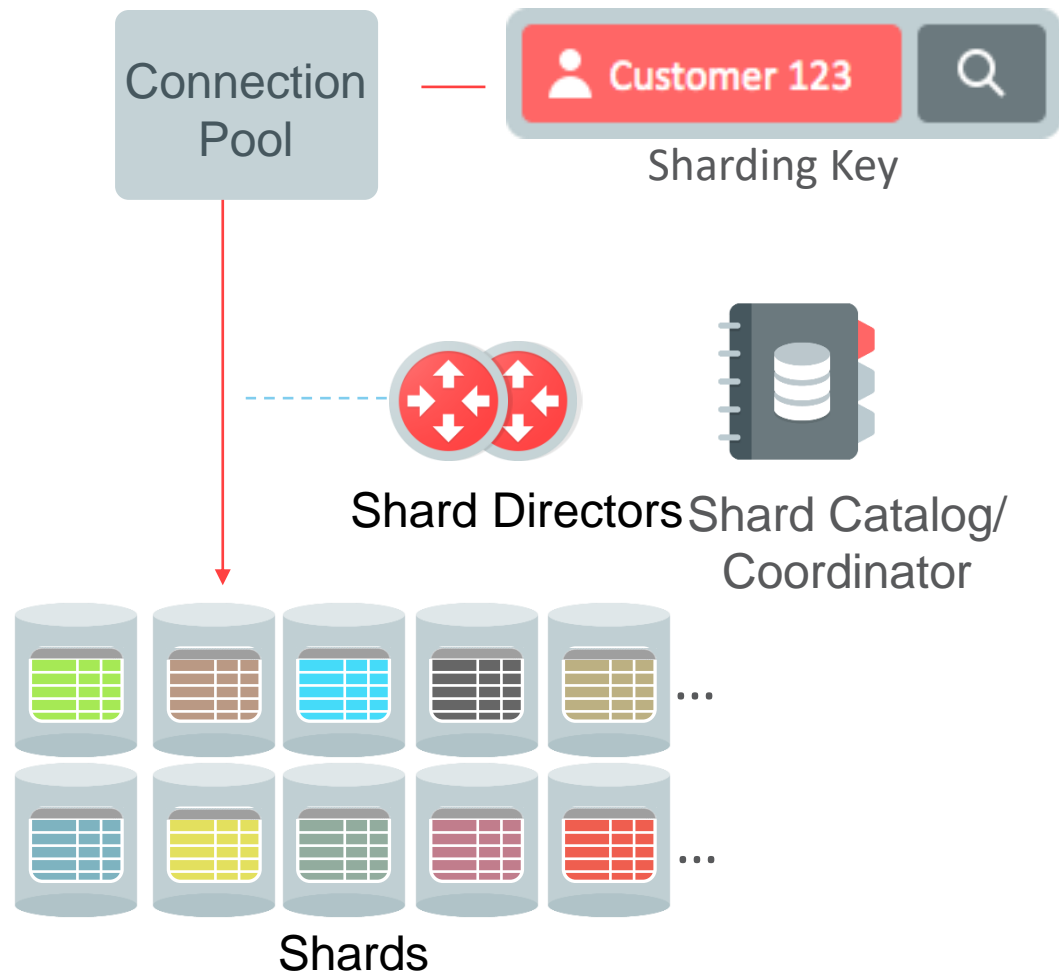 Connection
Pool
Customer 123
Sharding Key
Shard Directors
Shard Catalog/
Coordinator
...
...
Shards